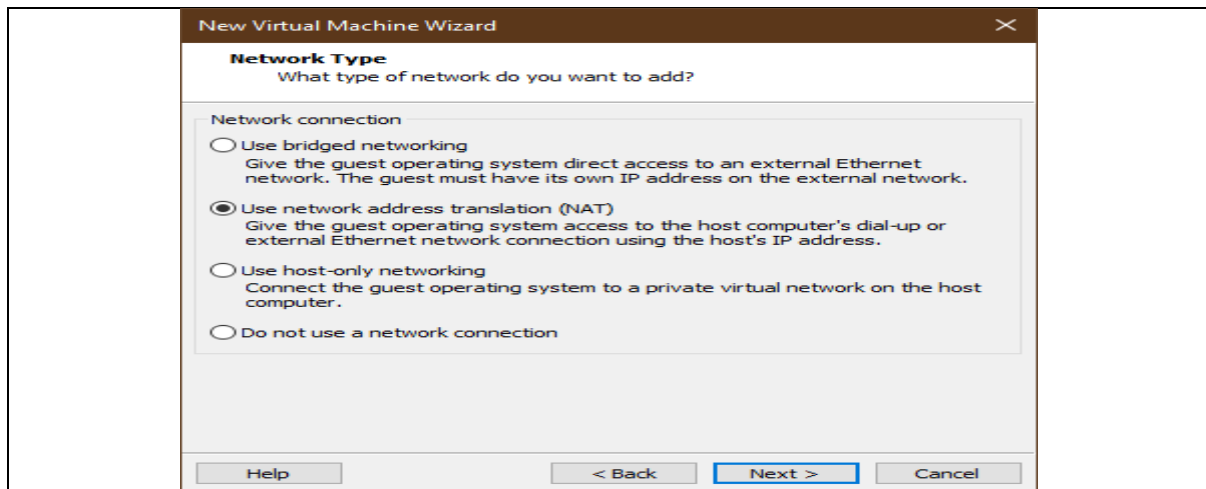 New Virtual Machine Wizard
Network Type
What type of network do you want to add?
Network connection
Use bridged networking
Give the guest operating system direct access to an external Ethernet
network. The guest must have its own IP address on the external network.
Use network address translation (NAT)
Give the guest operating system access to the host computer's dial-up or
external Ethernet network connection using the host's IP address.
Use host-only networking
Connect the guest operating system to a private virtual network on the host
computer.
Do not use a network connection
Help
< Back
Next >
Cancel